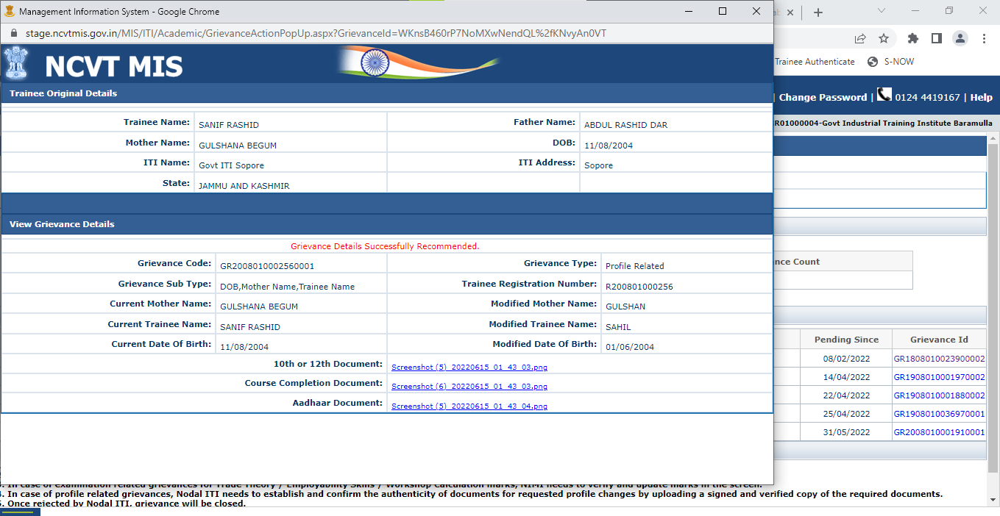 Management Information System - Google Chrome
stage.ncvtmis.gov.in/MIS/ITI/Academic/GrievanceActionPopUp.aspx?GrievanceId=WKnsB460rP7NoMXwNendQL%2fKNvyAn0VT
Trainee Authenticate S-NOW
NCVT MIS
| Change Password | 0124 4419167 | Help
R01000004-Govt Industrial Training Institute Baramulla
Trainee Original Details
Trainee Name: SANIF RASHID Father Name: ABDUL RASHID DAR
Mother Name: GULSHANA BEGUM DOB: 11/08/2004
ITI Name: Govt ITI Sopore ITI Address: Sopore
State: JAMMU AND KASHMIR
View Grievance Details
Grievance Details Successfully Recommended.
Grievance Code: GR2008010002560001 Grievance Type: Profile Related
Grievance Sub Type: DOB,Mother Name,Trainee Name Trainee Registration Number: R200801000256
Current Mother Name: GULSHANA BEGUM Modified Mother Name: GULSHAN
Current Trainee Name: SANIF RASHID Modified Trainee Name: SAHIL
Current Date Of Birth: 11/08/2004 Modified Date Of Birth: 01/06/2004
10th or 12th Document: Screenshot (5)_20220615_01_43_03.png
Course Completion Document: Screenshot (6)_20220615_01_43_03.png
Aadhaar Document: Screenshot (5)_20220615_01_43_04.png
nce Count
Pending Since Grievance Id
08/02/2022 GR1808010023900002
14/04/2022 GR1908010001970002
22/04/2022 GR1908010001880002
25/04/2022 GR1908010036970001
31/05/2022 GR2008010001910001
. In case of examination related grievances for Trade Theory / Employability Skills / Workshop Calculation marks, NIMI needs to verify and update marks in the screen.
. In case of profile related grievances, Nodal ITI needs to establish and confirm the authenticity of documents for requested profile changes by uploading a signed and verified copy of the required documents.
. Once rejected by Nodal ITI, grievance will be closed.